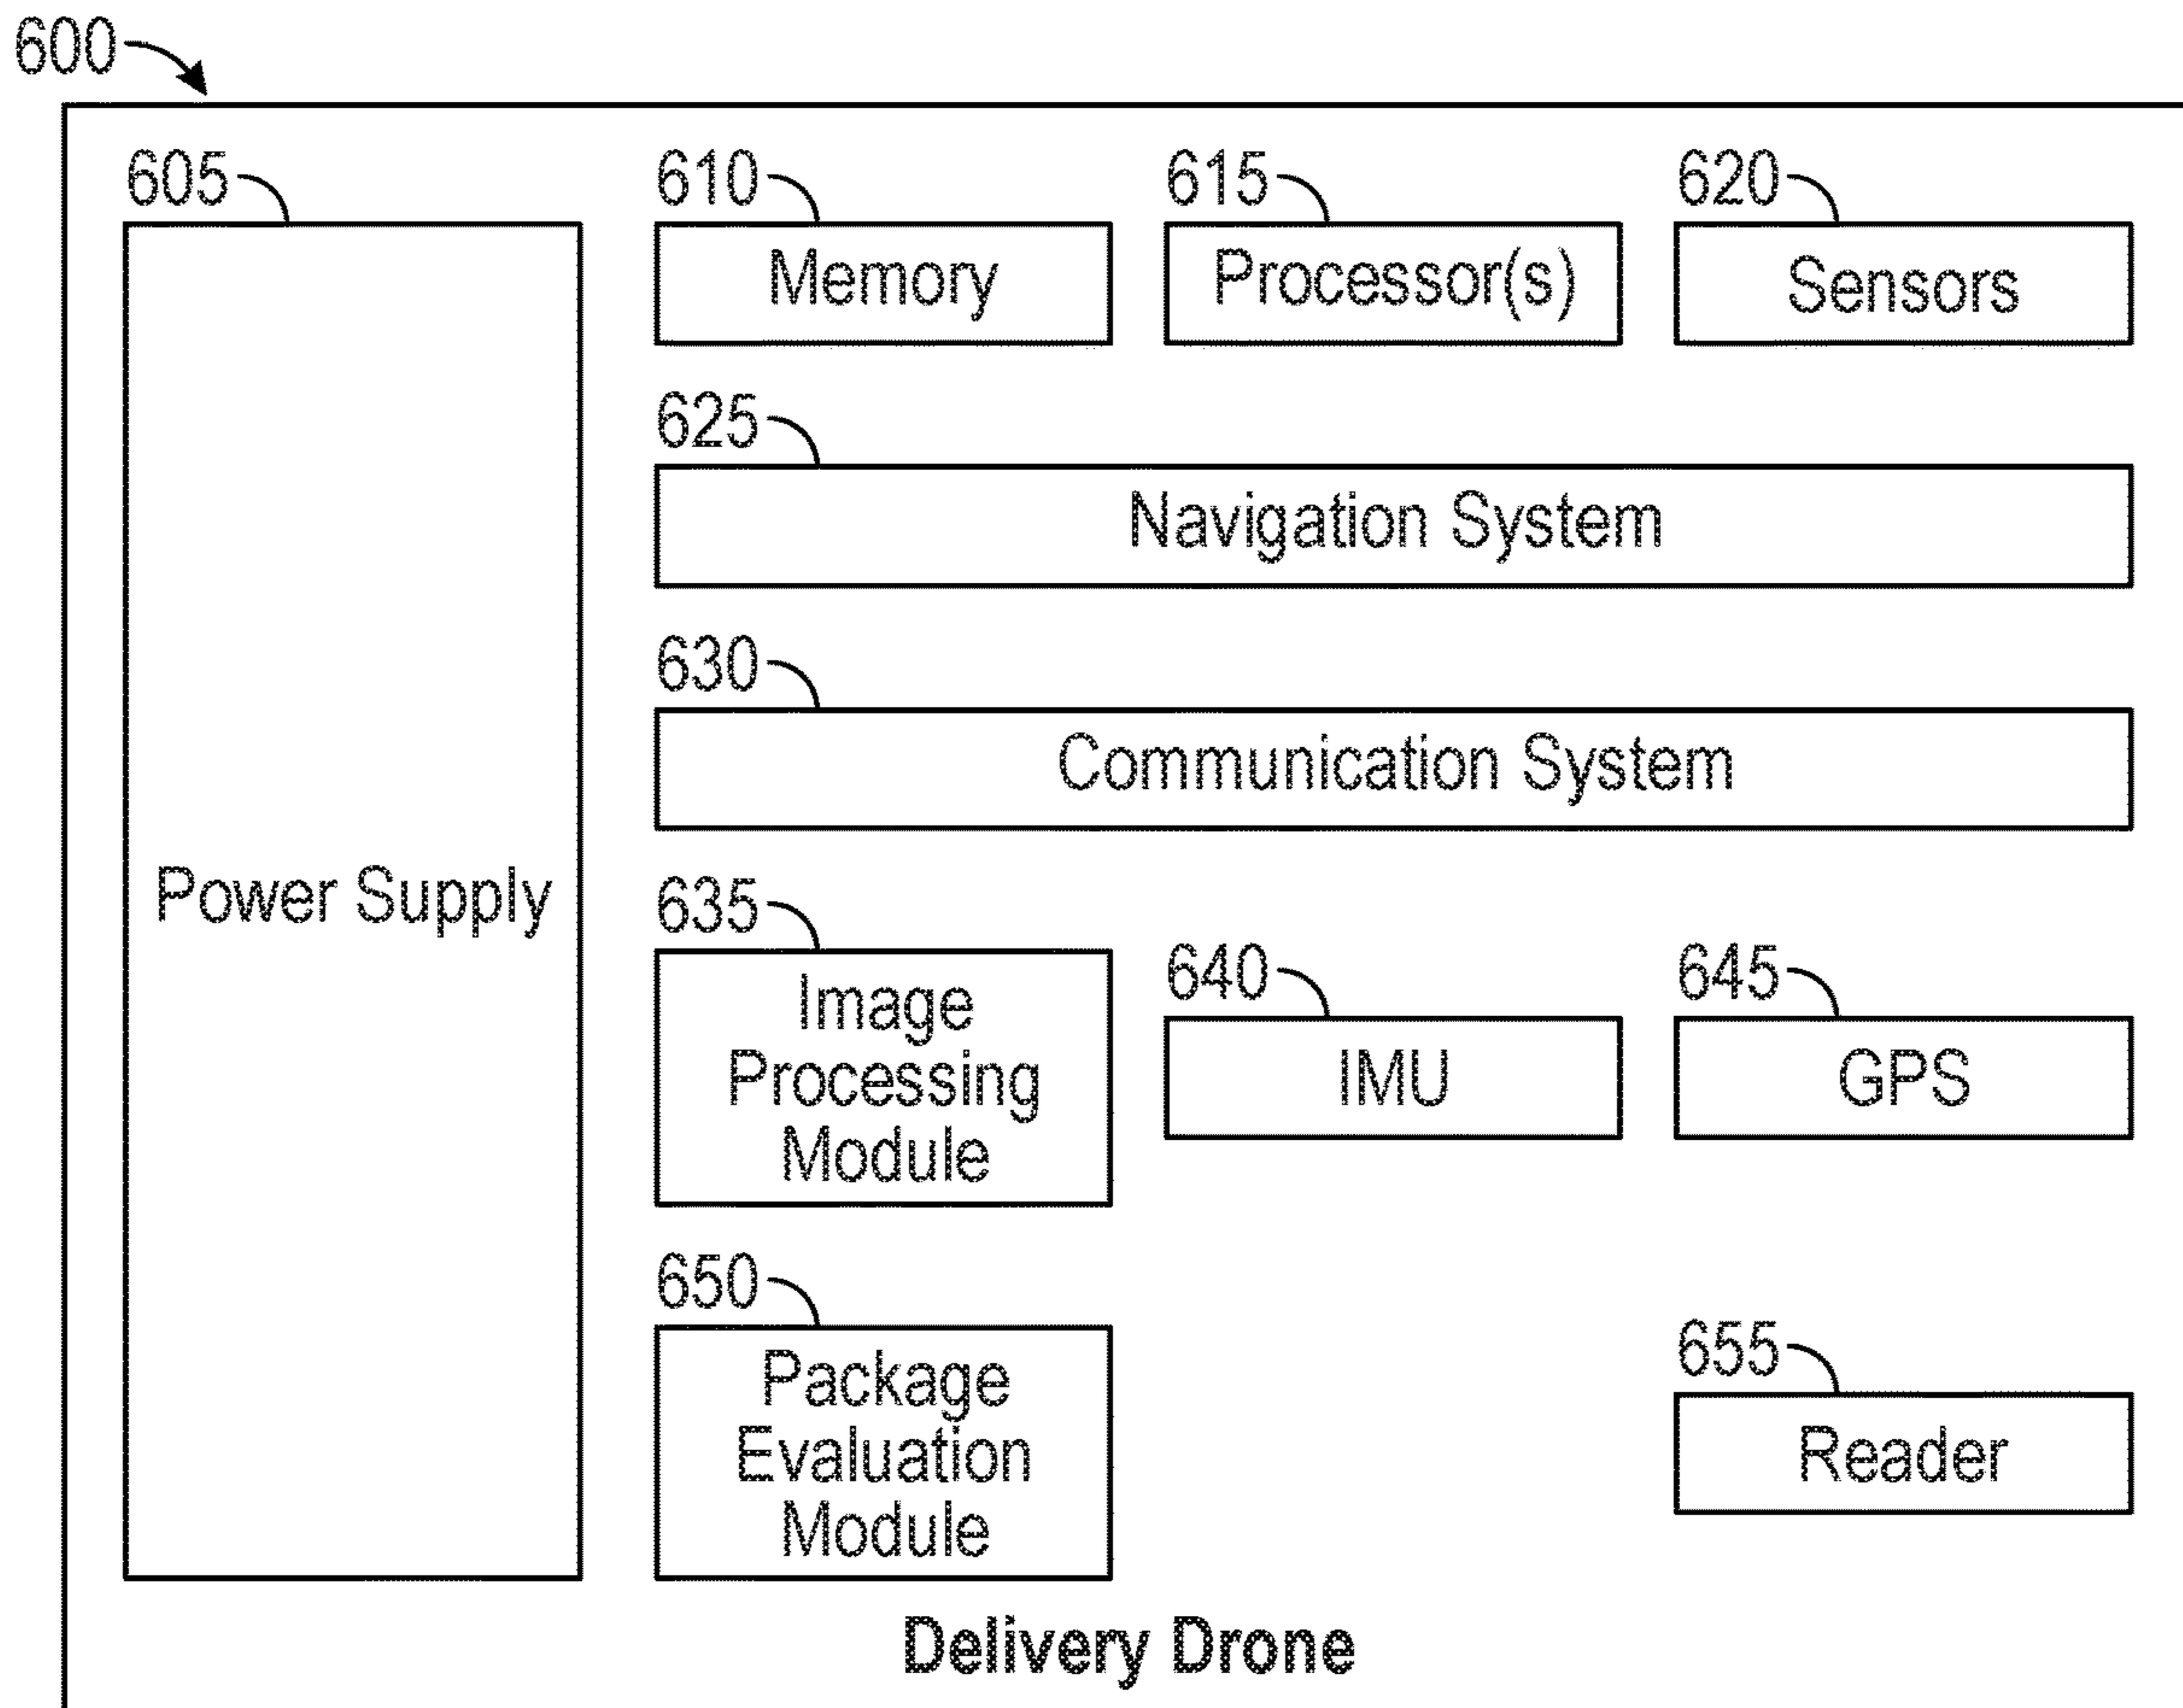 600
605
610
615
620
Memory
Processor(s)
Sensors
625
Navigation System
630
Communication System
Power Supply
635
Image
Processing
Module
640
IMU
645
GPS
650
Package
Evaluation
Module
655
Reader
Delivery Drone